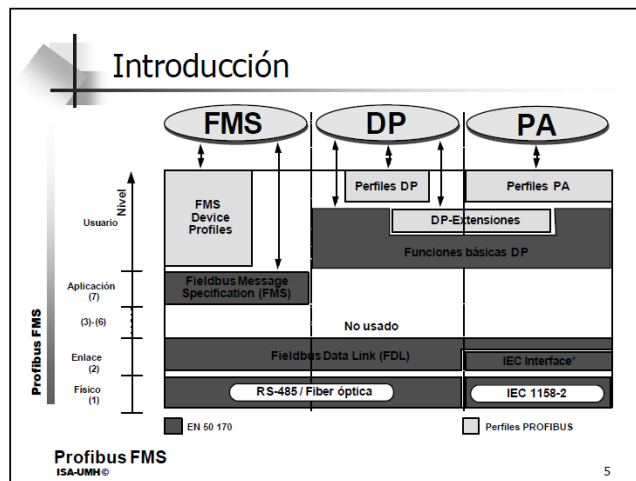 Introducción
FMS
DP
PA
Nivel
Usuario
FMS
Device
Profiles
Perfiles DP
Perfiles PA
DP-Extensiones
Funciones básicas DP
Aplicación
(7)
Fieldbus Message
Specification (FMS)
(3)-(6)
No usado
Enlace
(2)
Fieldbus Data Link (FDL)
IEC Interface*
Físico
(1)
RS-485 / Fiber óptica
IEC 1158-2
EN 50 170
Perfiles PROFIBUS
Profibus FMS
Profibus FMS
ISA-UMH©
5